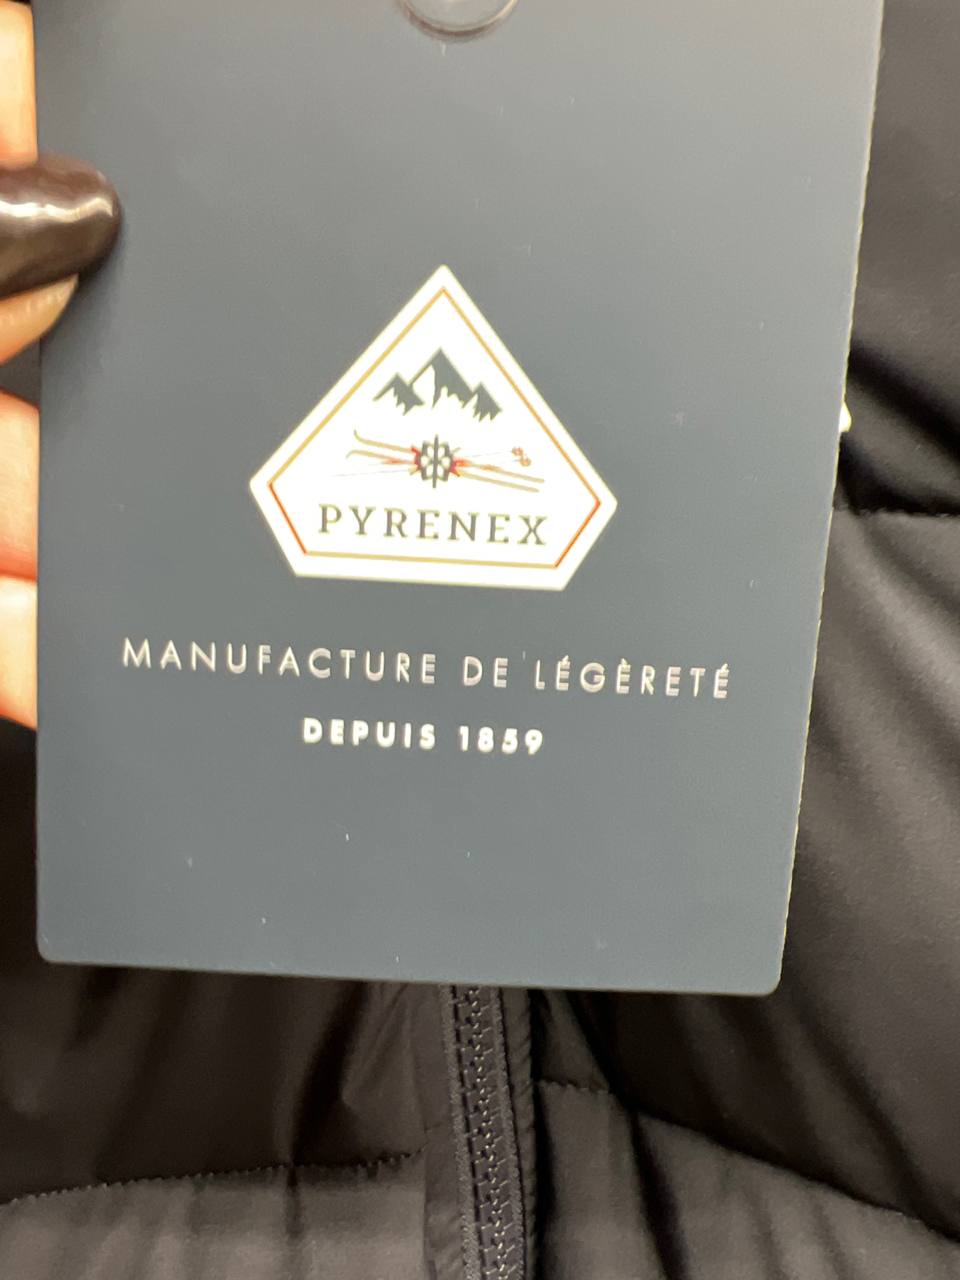 PYRENEX
MANUFACTURE DE LÉGÈRETÉ
DEPUIS 1859